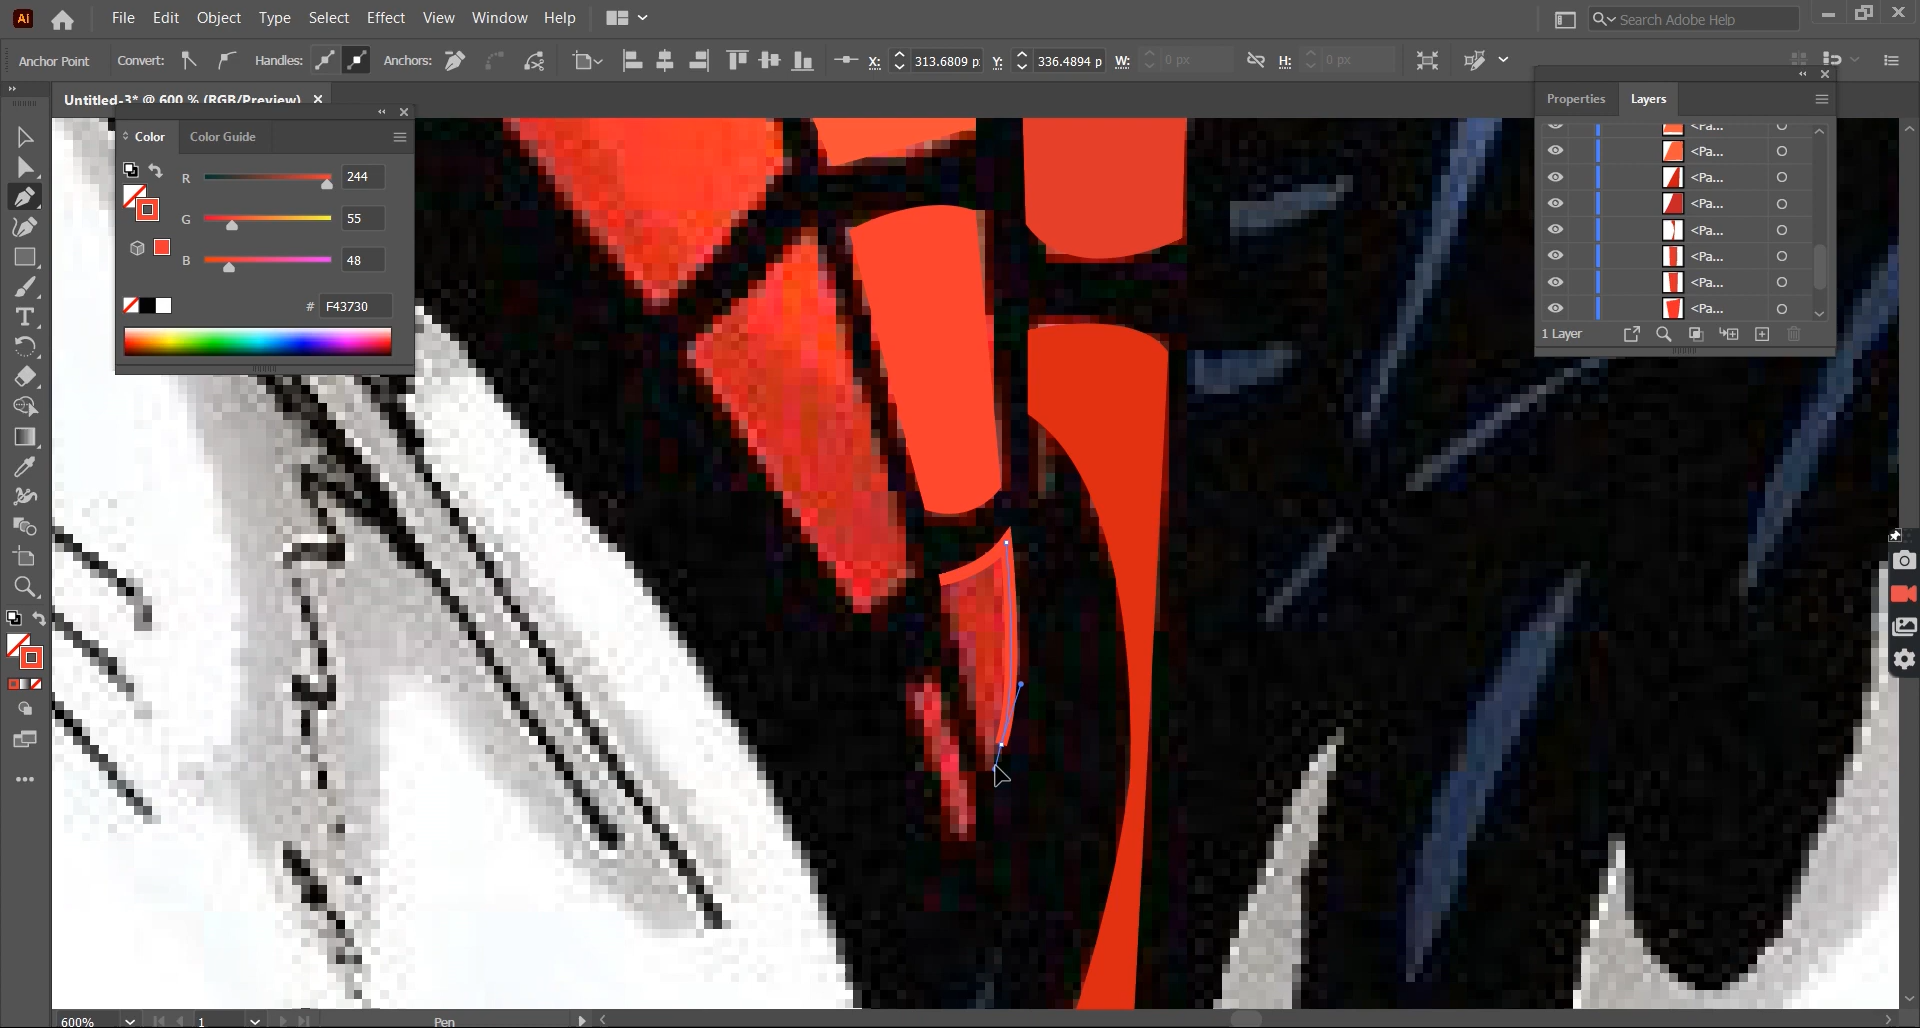 Ai File Edit Object Type Select Effect View Window Help Search Adobe Help
Anchor Point Convert: Handles: Anchors: X: 313.6809 p Y: 336.4894 p W: 0 px H: 0 px
Untitled-3* @ 600 % (RGB/Preview)
Color Color Guide
R 244
G 55
B 48
# F43730
Properties Layers
<Pa...
<Pa...
<Pa...
<Pa...
<Pa...
<Pa...
<Pa...
<Pa...
1 Layer
600% 1 Pen